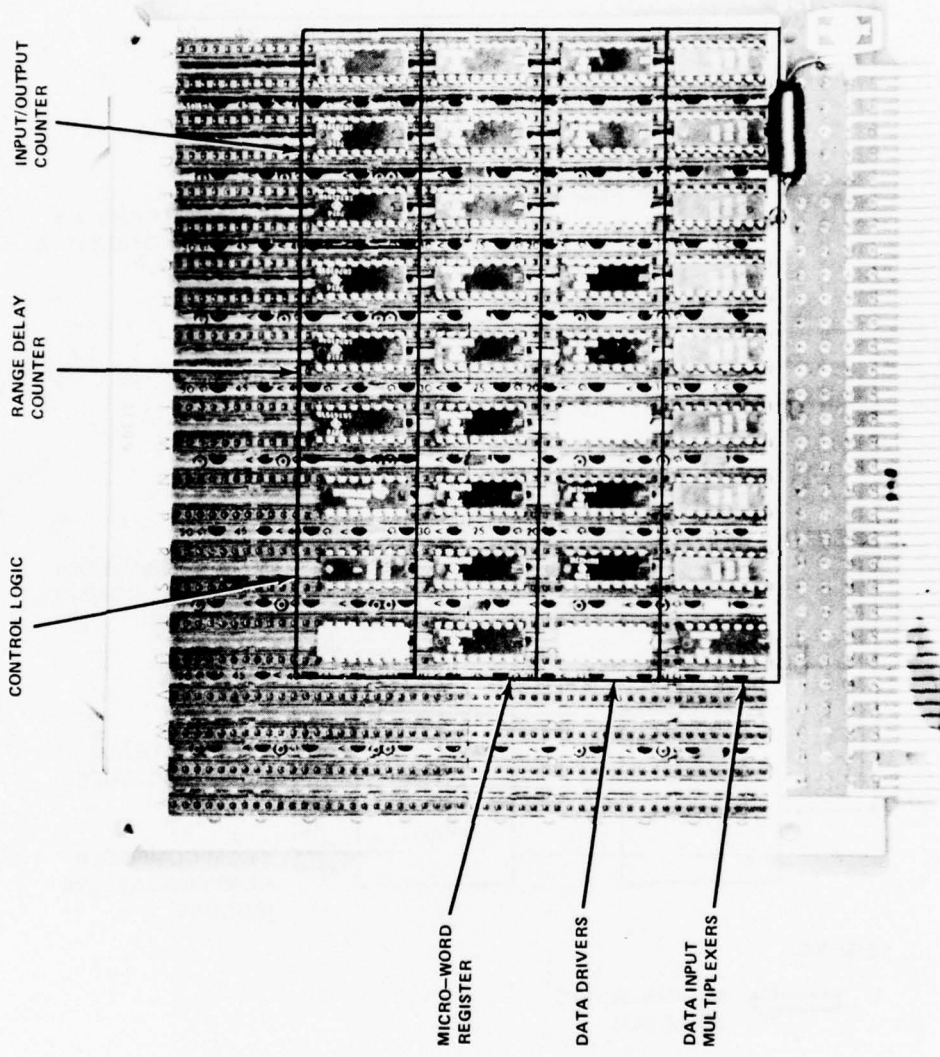 CONTROL LOGIC
RANGE DELAY
COUNTER
INPUT/OUTPUT
COUNTER
MICRO-WORD
REGISTER
DATA DRIVERS
DATA INPUT
MULTIPLEXERS